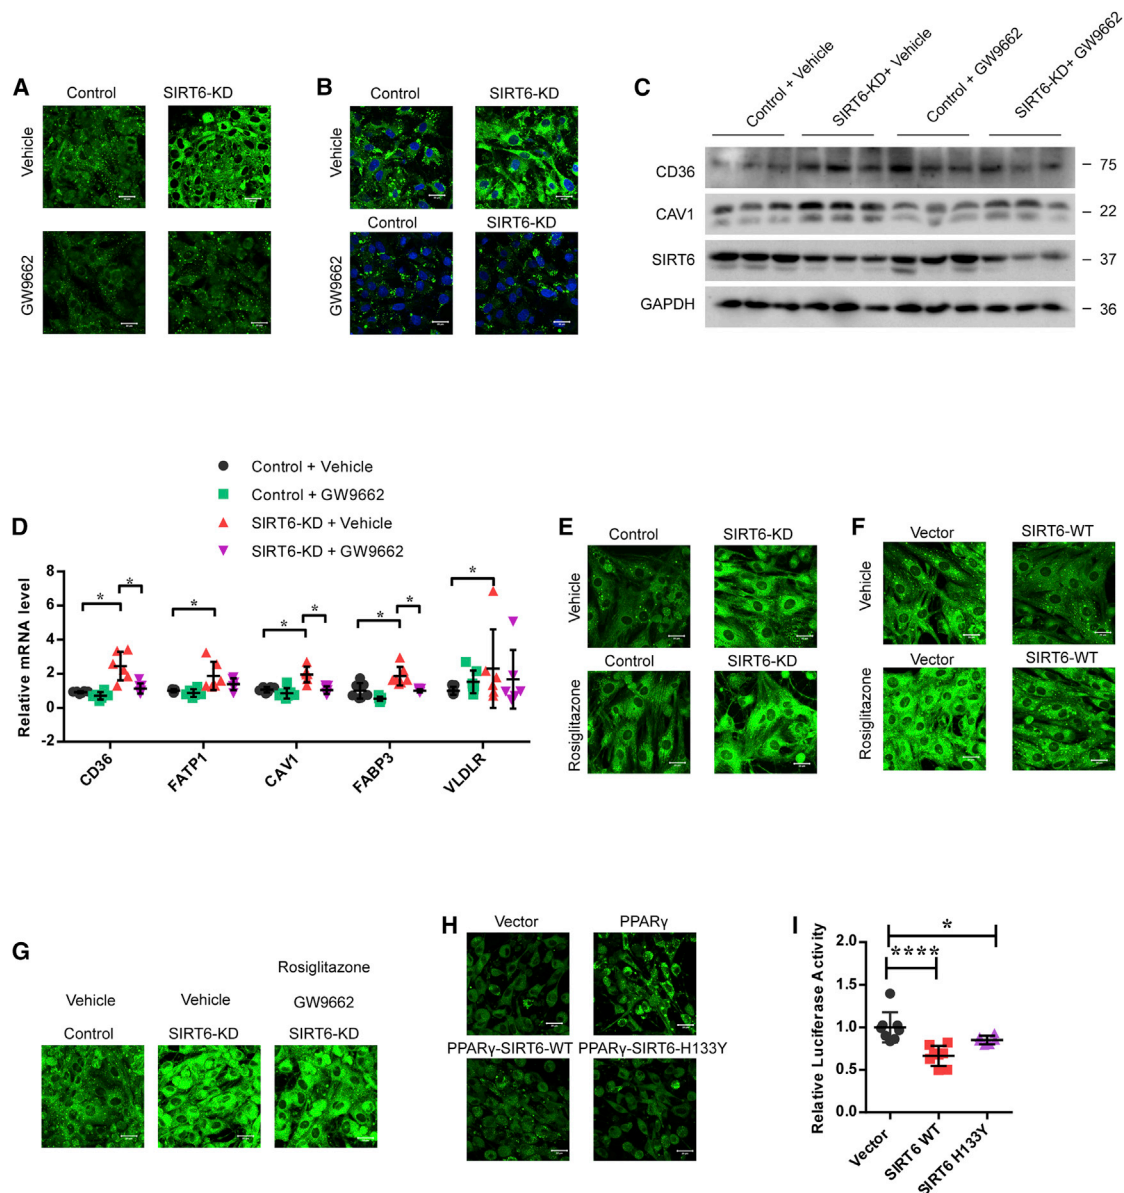 A
Control
SIRT6-KD
Vehicle
GW9662
B
Control
SIRT6-KD
Vehicle
Control
SIRT6-KD
GW9662
C
Control + Vehicle
SIRT6-KD+ Vehicle
Control + GW9662
SIRT6-KD+ GW9662
CD36
75
CAV1
22
SIRT6
37
GAPDH
36
D
Control + Vehicle
Control + GW9662
SIRT6-KD + Vehicle
SIRT6-KD + GW9662
Relative mRNA level
8
6
4
2
0
-2
* * * * * * * *
CD36
FATP1
CAV1
FABP3
VLDLR
E
Control
SIRT6-KD
Vehicle
Control
SIRT6-KD
Rosiglitazone
F
Vector
SIRT6-WT
Vehicle
Vector
SIRT6-WT
Rosiglitazone
G
Rosiglitazone
Vehicle
Vehicle
GW9662
Control
SIRT6-KD
SIRT6-KD
H
Vector
PPARγ
PPARγ-SIRT6-WT
PPARγ-SIRT6-H133Y
I
Relative Luciferase Activity
2.0
1.5
1.0
0.5
0.0
*
****
Vector
SIRT6 WT
SIRT6 H133Y